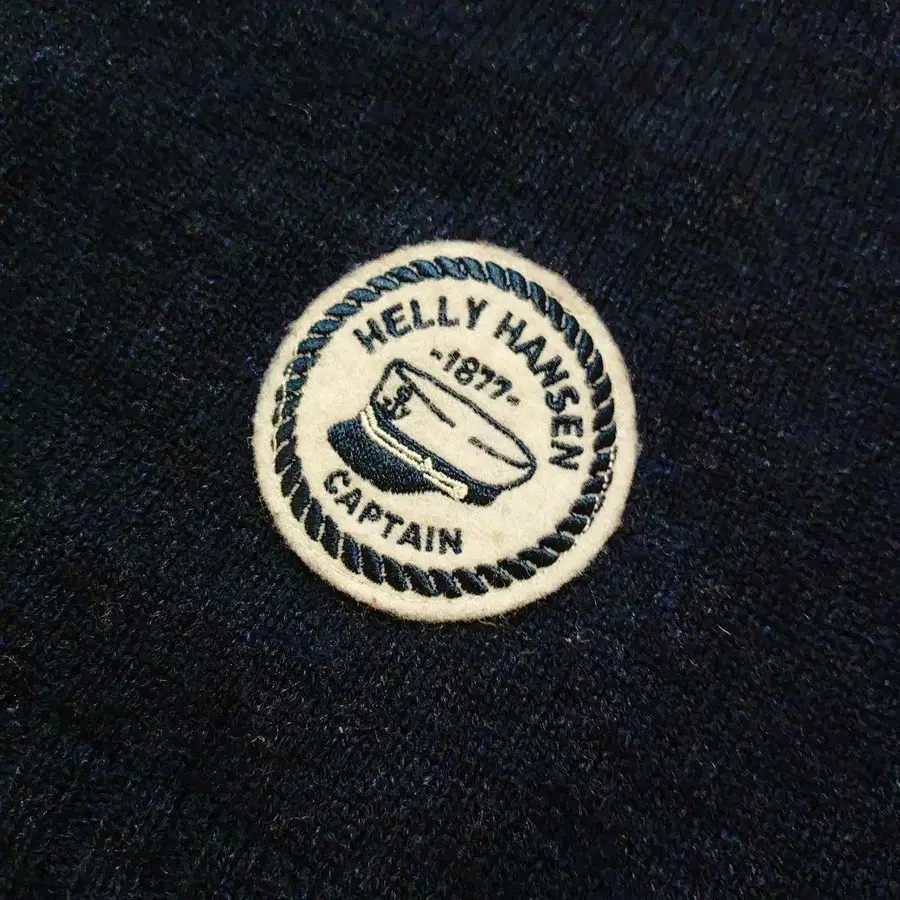 HELLY HANSEN
-1877-
CAPTAIN